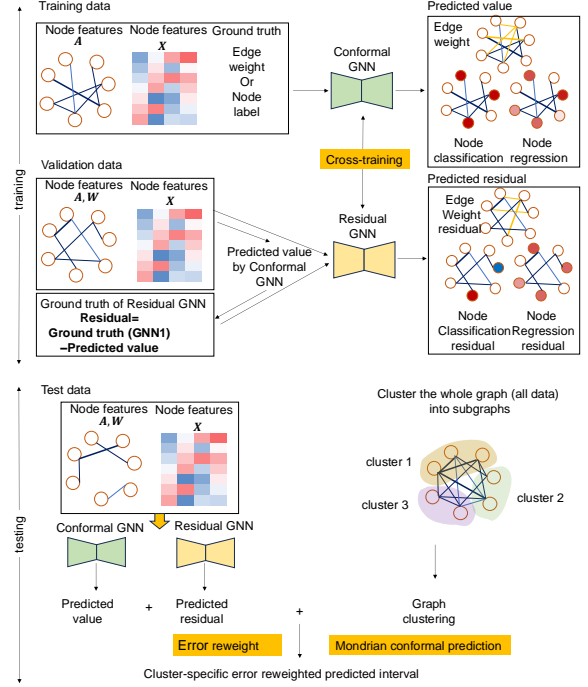 Training data
Node features
A
Node features
X
Ground truth
Edge
weight
Or
Node
label
Conformal
GNN
Predicted value
Edge
weight
Node
classification
Node
regression
Cross-training
training
Validation data
Node features
A, W
Node features
X
Predicted value
by Conformal
GNN
Residual
GNN
Ground truth of Residual GNN
Residual=
Ground truth (GNN1)
–Predicted value
Predicted residual
Edge
Weight
residual
Node
Classification
residual
Node
Regression
residual
Test data
Node features
A, W
Node features
X
Cluster the whole graph (all data)
into subgraphs
cluster 1
cluster 2
cluster 3
testing
Conformal GNN
Residual GNN
Predicted
value
+
Predicted
residual
+
Graph
clustering
Error reweight
Mondrian conformal prediction
Cluster-specific error reweighted predicted interval